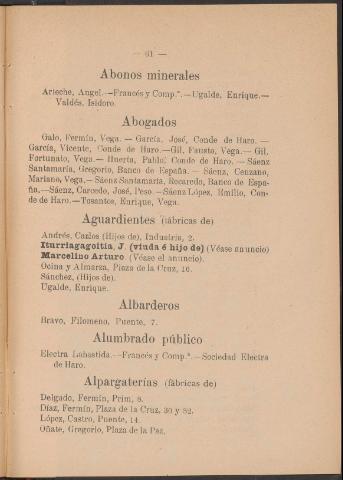 — 61 —
Abonos minerales
Arieche, Angel.—Francés y Comp.ª.—Ugalde, Enrique.—
Valdés, Isidoro.
Abogados
Galo, Fermín, Vega. — García, José, Conde de Haro. —
García, Vicente, Conde de Haro.—Gil, Fausto, Vega.—Gil,
Fortunato, Vega.— Huerta, Pablo, Conde de Haro. — Sáenz
Santamaría, Gregorio, Banco de España. — Sáenz, Cenzano,
Mariano, Vega.—Sáenz Santamaría, Recaredo, Banco de Espa-
ña.—Sáenz, Carcedo, José, Peso —Sáenz López, Emilio, Con-
de de Haro.—Tosantos, Enrique, Vega.
Aguardientes (fábricas de)
Andrés, Carlos (Hijos de), Industria, 2.
Iturriagagoitia, J. (viuda é hijo de) (Véase anuncio)
Marcelino Arturo. (Véase el anuncio).
Ocina y Almarza, Plaza de la Cruz, 16.
Sánchez, (Hijos de).
Ugalde, Enrique.
Albarderos
Bravo, Filomeno, Puente, 7.
Alumbrado público
Electra Labastida.—Francés y Comp.ª.—Sociedad Electra
de Haro.
Alpargaterías (fábricas de)
Delgado, Fermín, Prim, 8.
Díaz, Fermín, Plaza de la Cruz, 30 y 32.
López, Castro, Puente, 14.
Oñate, Gregorio, Plaza de la Paz.